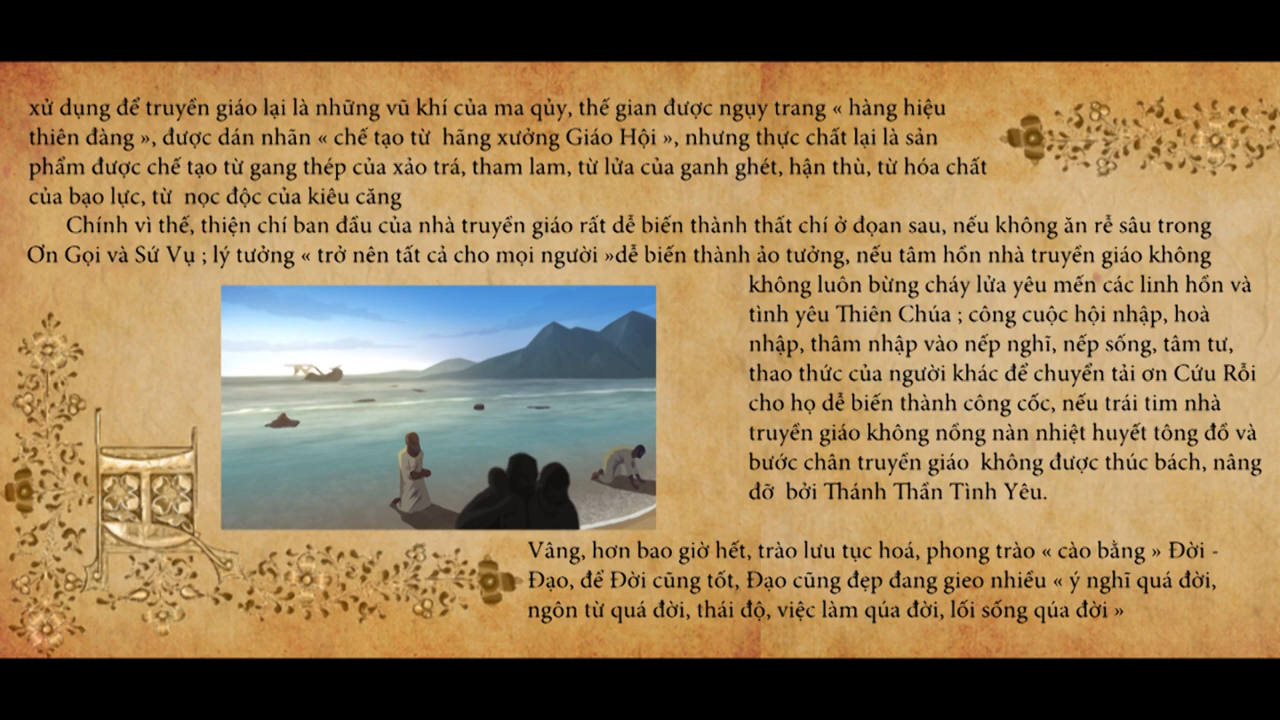 xử dụng để truyền giáo lại là những vũ khí của ma qủy, thế gian được ngụy trang « hàng hiệu
thiên đàng », được dán nhãn « chế tạo từ hãng xưởng Giáo Hội », nhưng thực chất lại là sản
phẩm được chế tạo từ gang thép của xảo trá, tham lam, từ lửa của ganh ghét, hận thù, từ hóa chất
của bạo lực, từ nọc độc của kiêu căng
Chính vì thế, thiện chí ban đầu của nhà truyền giáo rất dễ biến thành thất chí ở đọan sau, nếu không ăn rễ sâu trong
Ơn Gọi và Sứ Vụ ; lý tưởng « trở nên tất cả cho mọi người »dễ biến thành ảo tưởng, nếu tâm hồn nhà truyền giáo không
không luôn bừng cháy lửa yêu mến các linh hồn và
tình yêu Thiên Chúa ; công cuộc hội nhập, hoà
nhập, thâm nhập vào nếp nghĩ, nếp sống, tâm tư,
thao thức của người khác để chuyển tải ơn Cứu Rỗi
cho họ dễ biến thành công cốc, nếu trái tim nhà
truyền giáo không nồng nàn nhiệt huyết tông đồ và
bước chân truyền giáo không được thúc bách, nâng
đỡ bởi Thánh Thần Tình Yêu.
Vâng, hơn bao giờ hết, trào lưu tục hoá, phong trào « cào bằng » Đời -
Đạo, để Đời cũng tốt, Đạo cũng đẹp đang gieo nhiều « ý nghĩ quá đời,
ngôn từ quá đời, thái độ, việc làm qúa đời, lối sống qúa đời »